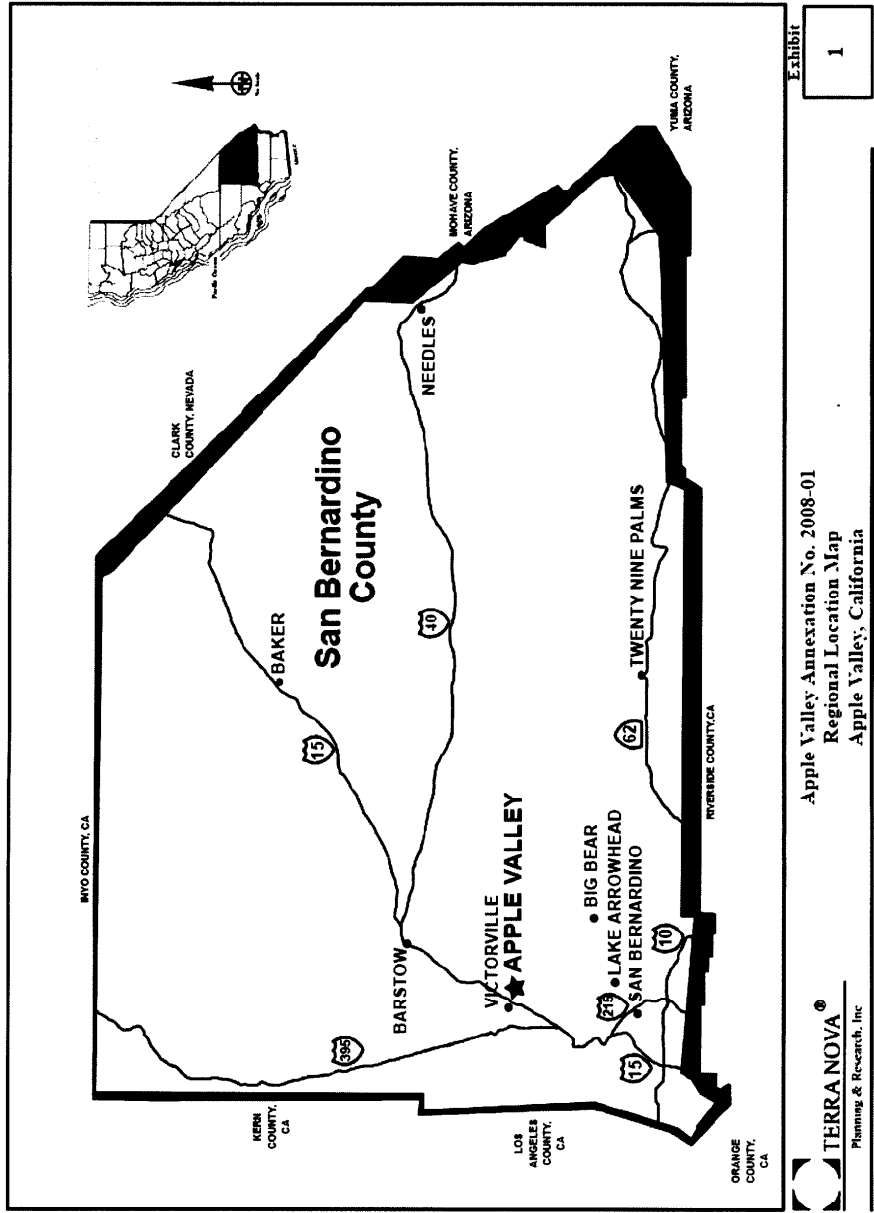 INYO COUNTY, CA
CLARK
COUNTY, NEVADA
KERN
COUNTY,
CA
395
15
BAKER
San Bernardino
County
BARSTOW
40
NEEDLES
MOHAVE COUNTY,
ARIZONA
Pacific Ocean
VICTORVILLE
APPLE VALLEY
LOS
ANGELES
COUNTY,
CA
BIG BEAR
LAKE ARROWHEAD
215
SAN BERNARDINO
15
10
62
TWENTY NINE PALMS
YUMA COUNTY,
ARIZONA
RIVERSIDE COUNTY,CA
ORANGE
COUNTY,
CA
TERRA NOVA®
Planning & Research, Inc
Apple Valley Annexation No. 2008-01
Regional Location Map
Apple Valley, California
Exhibit
1